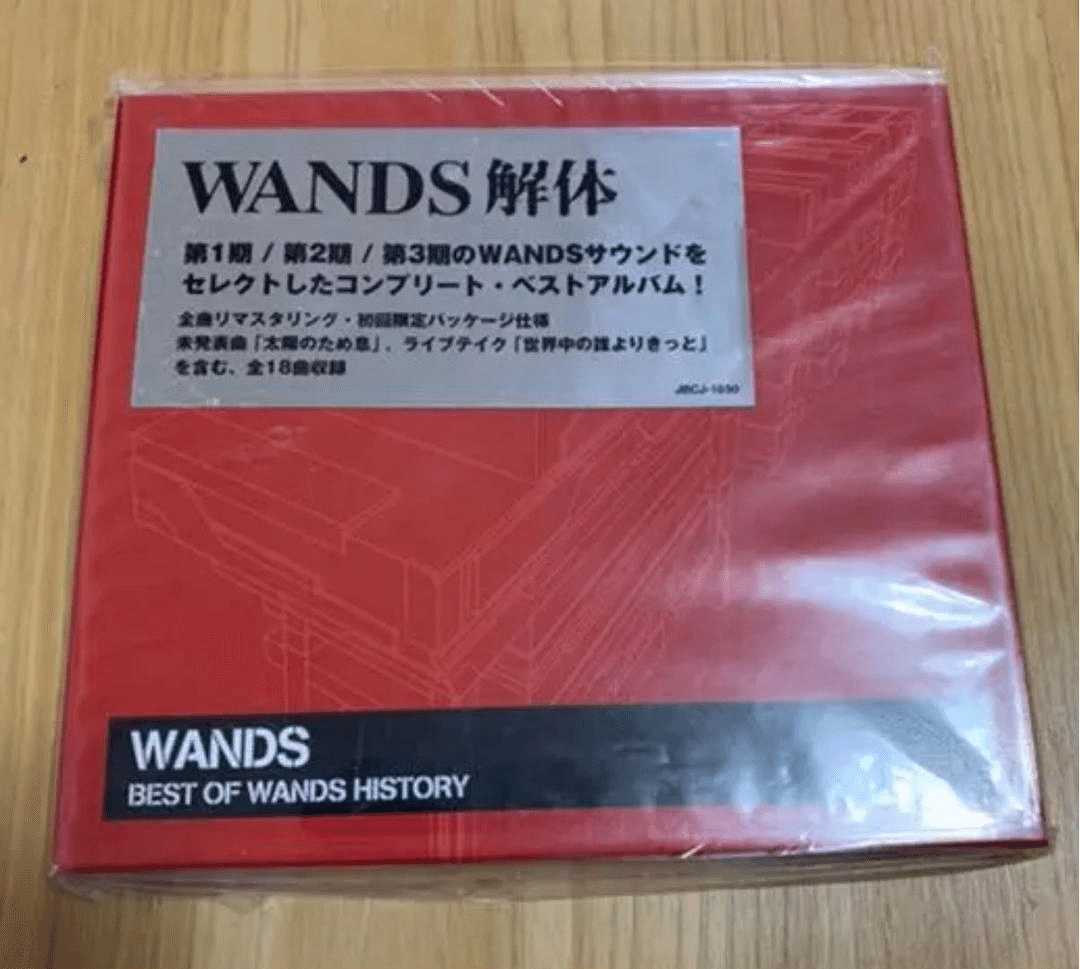 WANDS 解体
第1期 / 第2期 / 第3期のWANDSサウンドを
セレクトしたコンプリート・ベストアルバム!
全曲リマスタリング・初回限定パッケージ仕様
未発表曲「太陽のため息」、ライブテイク「世界中の誰よりきっと」
を含む、全18曲収録
JBCJ-1030
WANDS
BEST OF WANDS HISTORY